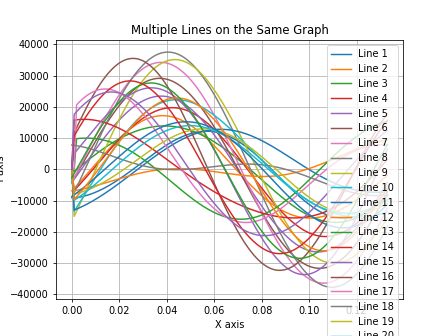 Multiple Lines on the Same Graph
40000
30000
20000
10000
0
−10000
−20000
−30000
−40000
0.00
0.02
0.04
0.06
0.08
0.10
X axis
Line 1
Line 2
Line 3
Line 4
Line 5
Line 6
Line 7
Line 8
Line 9
Line 10
Line 11
Line 12
Line 13
Line 14
Line 15
Line 16
Line 17
Line 18
Line 19
Line 20